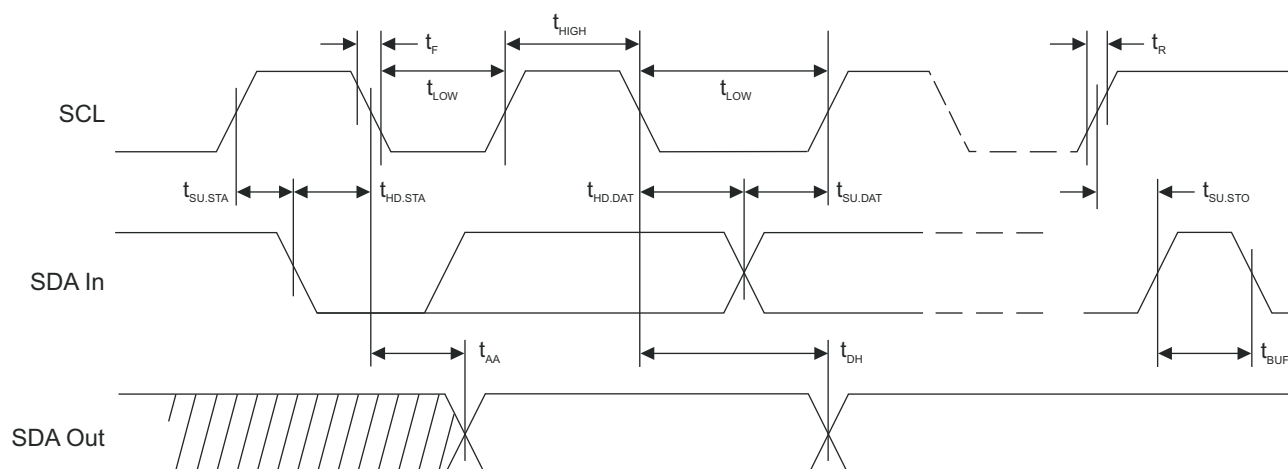 tHIGH
tF
tR
tLOW
tLOW
SCL
tSU.STA
tHD.STA
tHD.DAT
tSU.DAT
tSU.STO
SDA In
tAA
tDH
tBUF
SDA Out